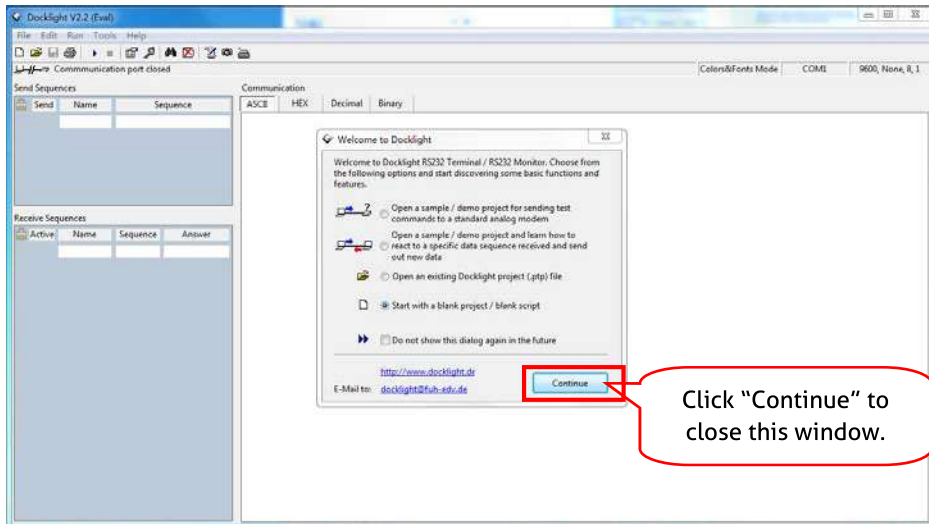 Docklight V2.2 (Eval)
File Edit Run Tools Help
Commmunication port closed
Colors&Fonts Mode
COM1
9600, None, 8, 1
Send Sequences
Send Name Sequence
Communication
ASCII HEX Decimal Binary
Welcome to Docklight
Welcome to Docklight RS232 Terminal / RS232 Monitor. Choose from
the following options and start discovering some basic functions and
features.
Open a sample / demo project for sending test
commands to a standard analog modem
Open a sample / demo project and learn how to
react to a specific data sequence received and send
out new data
Open an existing Docklight project (.ptp) file
Start with a blank project / blank script
Do not show this dialog again in the future
http://www.docklight.de
E-Mail to: docklight@fuh-edv.de
Continue
Receive Sequences
Active Name Sequence Answer
Click “Continue” to
close this window.